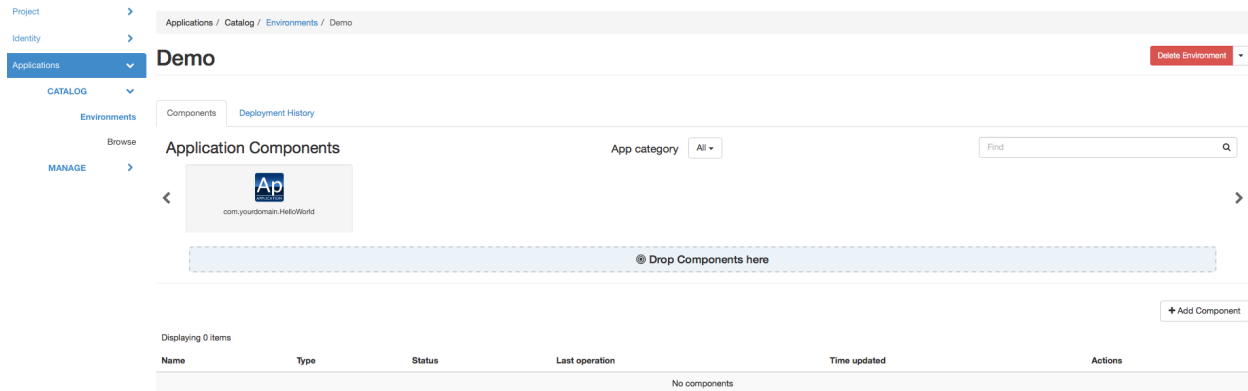 Project
Identity
Applications
CATALOG
Environments
Browse
MANAGE
Applications / Catalog / Environments / Demo
Demo
Delete Environment
Components Deployment History
Application Components App category All Find
Ap
APPLICATION
com.yourdomain.HelloWorld
Drop Components here
+ Add Component
Displaying 0 items
Name Type Status Last operation Time updated Actions
No components